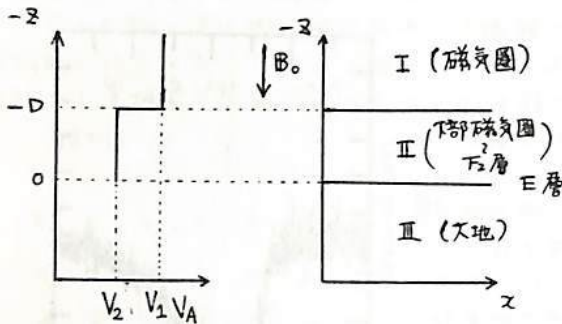 -Z
-D
0
V₂ V₁ V_A
B₀
-Z
I (磁気圏)
II (下部磁気圏
F₂層)
E層
III (大地)
x